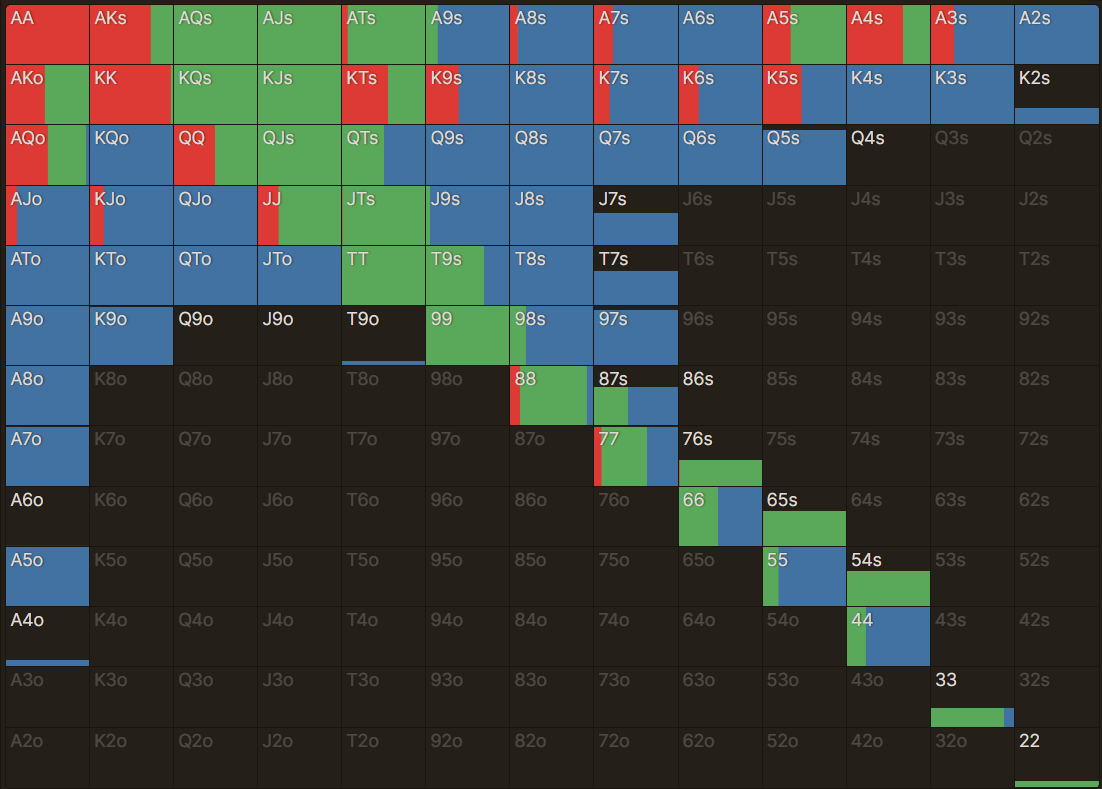 AA AKs AQs AJs ATs A9s A8s A7s A6s A5s A4s A3s A2s
AKo KK KQs KJs KTs K9s K8s K7s K6s K5s K4s K3s K2s
AQo KQo QQ QJs QTs Q9s Q8s Q7s Q6s Q5s Q4s Q3s Q2s
AJo KJo QJo JJ JTs J9s J8s J7s J6s J5s J4s J3s J2s
ATo KTo QTo JTo TT T9s T8s T7s T6s T5s T4s T3s T2s
A9o K9o Q9o J9o T9o 99 98s 97s 96s 95s 94s 93s 92s
A8o K8o Q8o J8o T8o 98o 88 87s 86s 85s 84s 83s 82s
A7o K7o Q7o J7o T7o 97o 87o 77 76s 75s 74s 73s 72s
A6o K6o Q6o J6o T6o 96o 86o 76o 66 65s 64s 63s 62s
A5o K5o Q5o J5o T5o 95o 85o 75o 65o 55 54s 53s 52s
A4o K4o Q4o J4o T4o 94o 84o 74o 64o 54o 44 43s 42s
A3o K3o Q3o J3o T3o 93o 83o 73o 63o 53o 43o 33 32s
A2o K2o Q2o J2o T2o 92o 82o 72o 62o 52o 42o 32o 22